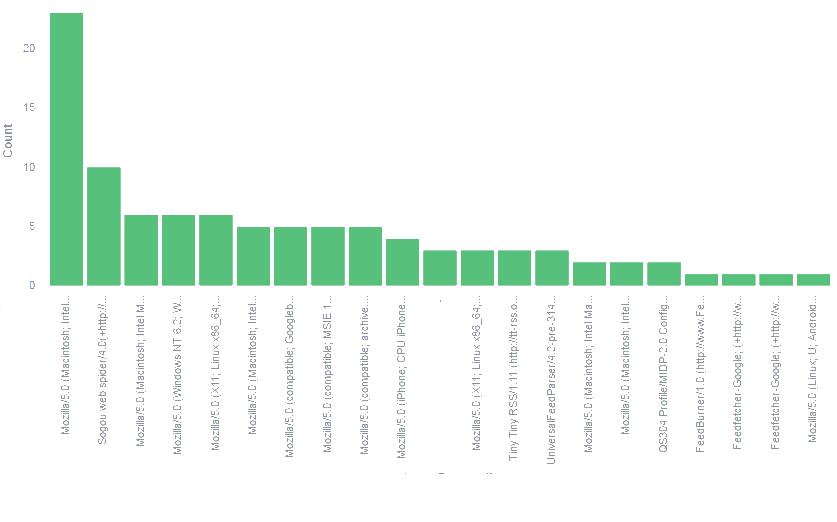 20
15
10
5
0
Count
Mozilla/5.0 (Macintosh; Intel...
Sogou web spider/4.0(+http://...
Mozilla/5.0 (Macintosh; Intel M...
Mozilla/5.0 (Windows NT 6.2; W...
Mozilla/5.0 (X11; Linux x86_64;...
Mozilla/5.0 (Macintosh; Intel...
Mozilla/5.0 (compatible; Googleb...
Mozilla/5.0 (compatible; MSIE 1...
Mozilla/5.0 (compatible; archive....
Mozilla/5.0 (iPhone; CPU iPhone...
-
Mozilla/5.0 (X11; Linux x86_64;...
Tiny Tiny RSS/1.11 (http://tt-rss.o...
UniversalFeedParser/4.2-pre-314...
Mozilla/5.0 (Macintosh; Intel Ma...
Mozilla/5.0 (Macintosh; Intel...
QS304 Profile/MIDP-2.0 Config...
FeedBurner/1.0 (http://www.Fe...
Feedfetcher-Google; (+http://w...
Feedfetcher-Google; (+http://w...
Mozilla/5.0 (Linux; U; Android...